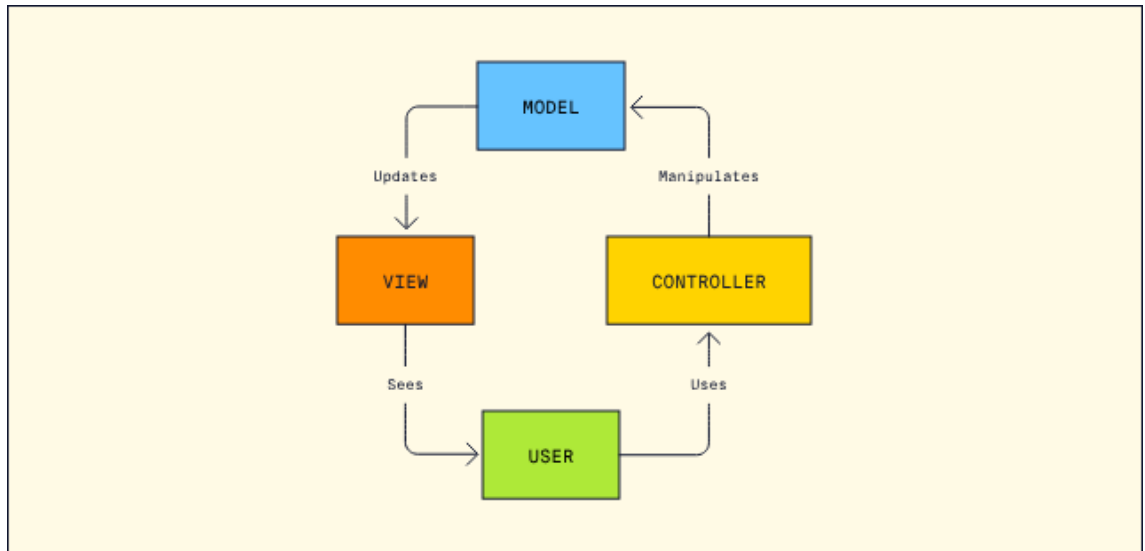 MODEL
Updates
Manipulates
VIEW
CONTROLLER
Sees
Uses
USER